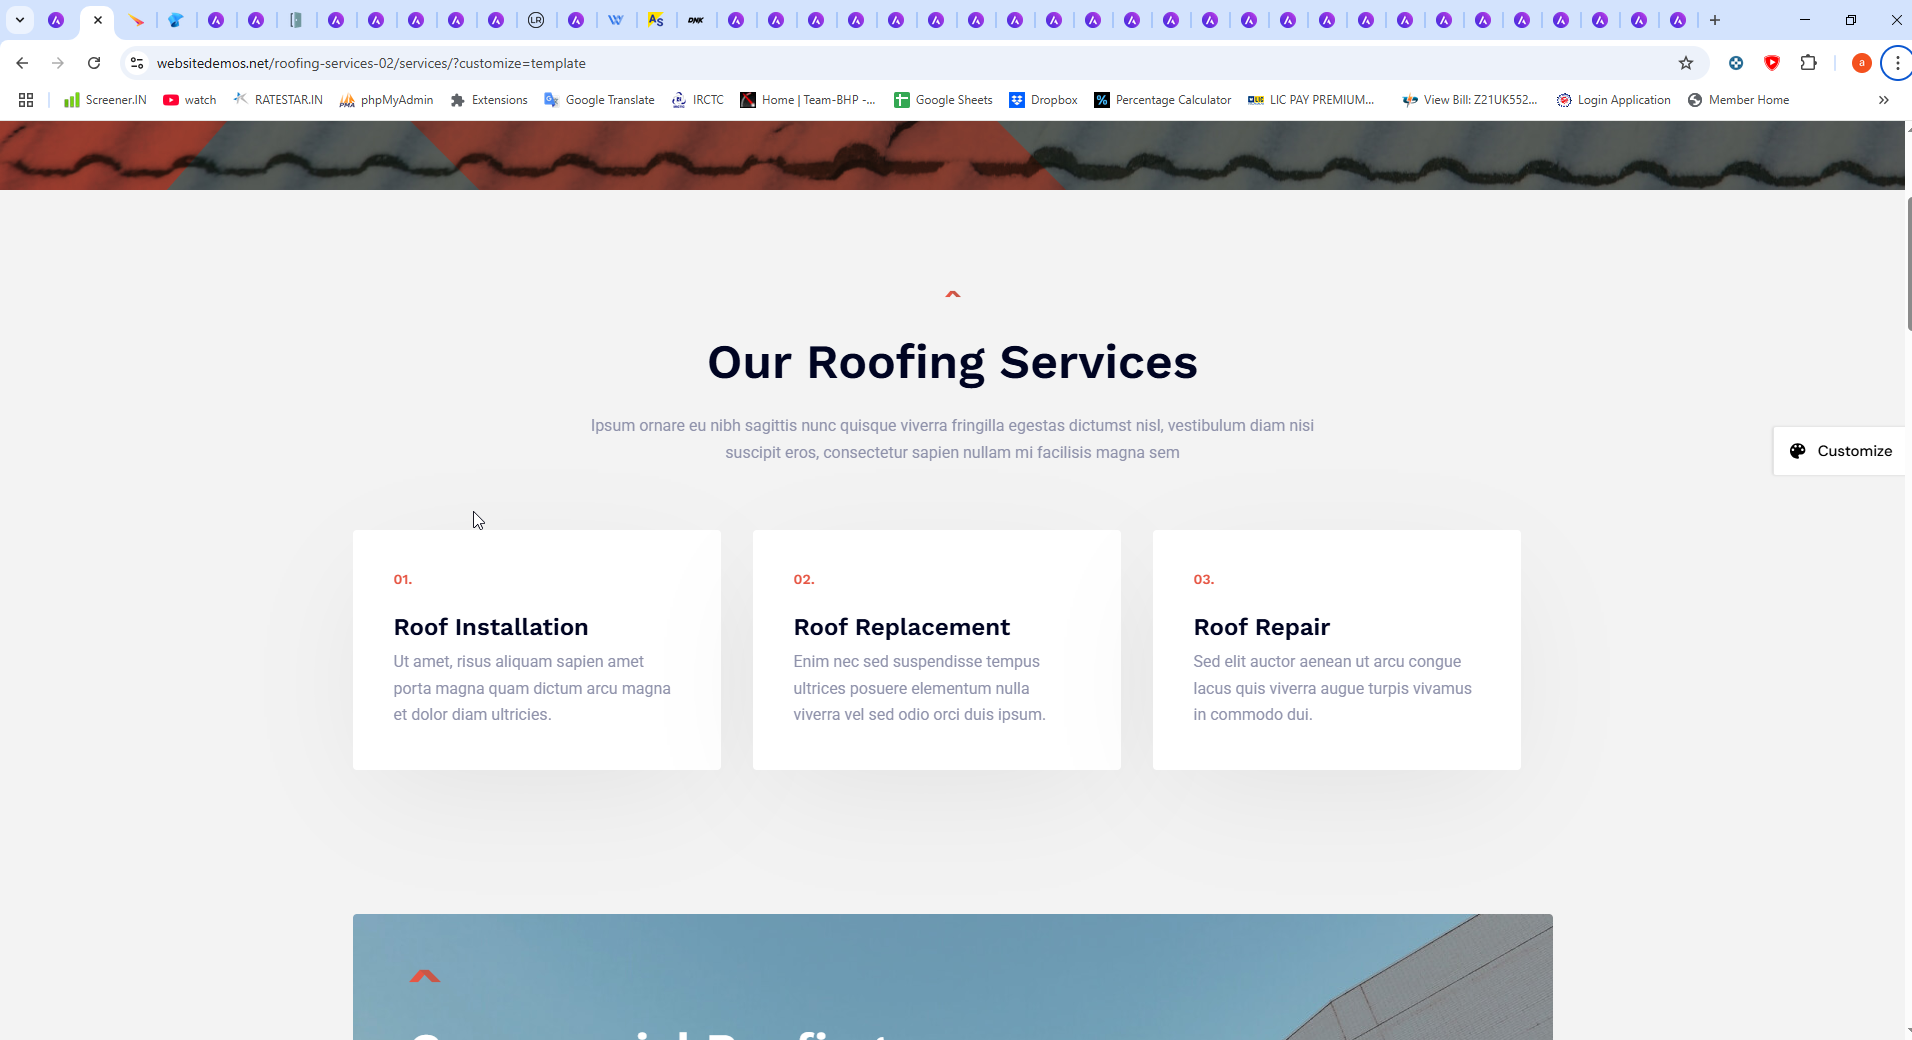 LR
W
AS
DNK
websitedemos.net/roofing-services-02/services/?customize=template
a
Screener.IN
watch
RATESTAR.IN
PMA
phpMyAdmin
Extensions
Google Translate
IRCTC
Home | Team-BHP -...
Google Sheets
Dropbox
%
Percentage Calculator
LIC PAY PREMIUM...
View Bill: Z21UK552...
Login Application
Member Home
Our Roofing Services
Ipsum ornare eu nibh sagittis nunc quisque viverra fringilla egestas dictumst nisl, vestibulum diam nisi
suscipit eros, consectetur sapien nullam mi facilisis magna sem
Customize
01.
Roof Installation
Ut amet, risus aliquam sapien amet
porta magna quam dictum arcu magna
et dolor diam ultricies.
02.
Roof Replacement
Enim nec sed suspendisse tempus
ultrices posuere elementum nulla
viverra vel sed odio orci duis ipsum.
03.
Roof Repair
Sed elit auctor aenean ut arcu congue
lacus quis viverra augue turpis vivamus
in commodo dui.